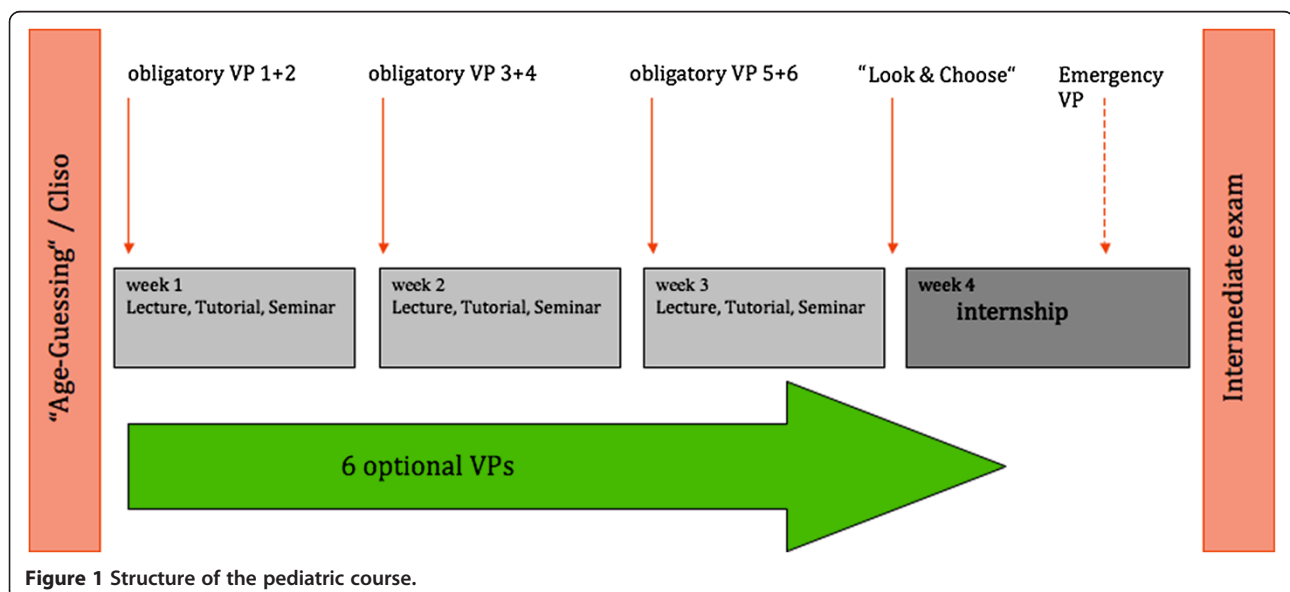 obligatory VP 1+2
obligatory VP 3+4
obligatory VP 5+6
“Look & Choose“
Emergency
VP
“Age-Guessing“ / Cliso
week 1
Lecture, Tutorial, Seminar
week 2
Lecture, Tutorial, Seminar
week 3
Lecture, Tutorial, Seminar
week 4
internship
Intermediate exam
6 optional VPs
Figure 1 Structure of the pediatric course.